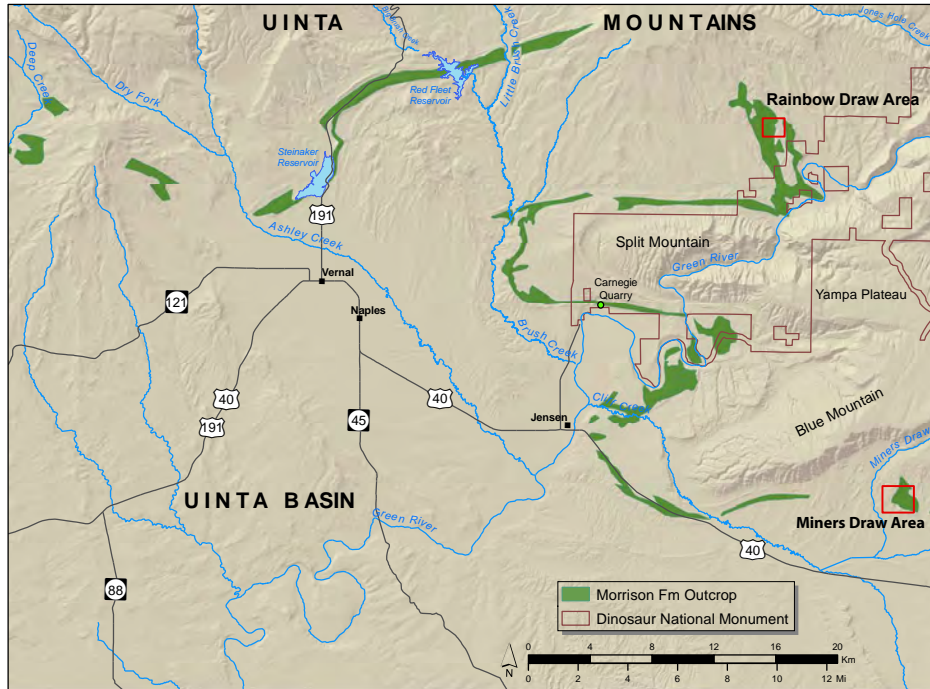 UINTA
MOUNTAINS
Jones Hole Creek
Deep Creek
Dry Fork
Big Brush Creek
Little Brush Creek
Red Fleet
Reservoir
Rainbow Draw Area
Steinaker
Reservoir
191
Ashley Creek
Split Mountain
Green River
Vernal
Carnegie
Quarry
Yampa Plateau
121
Naples
Brush Creek
40
191
45
40
Cliff Creek
Jensen
Blue Mountain
Miners Draw
UINTA BASIN
Green River
Miners Draw Area
40
88
Morrison Fm Outcrop
Dinosaur National Monument
N
0 4 8 12 16 20
Km
0 2 4 6 8 10 12
Mi